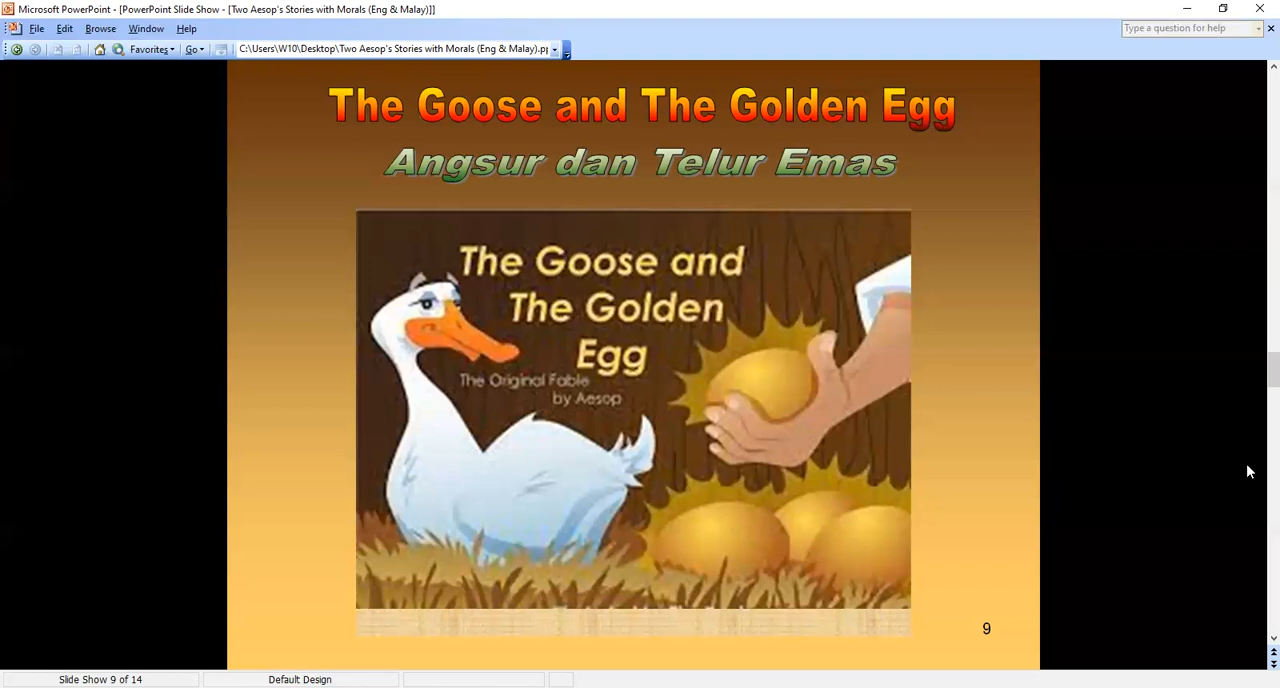 Microsoft PowerPoint - [PowerPoint Slide Show - [Two Aesop's Stories with Morals (Eng & Malay)]]
File Edit Browse Window Help
Type a question for help
Favorites Go C:\Users\W10\Desktop\Two Aesop's Stories with Morals (Eng & Malay).pp
The Goose and The Golden Egg
Angsur dan Telur Emas
The Goose and
The Golden
Egg
The Original Fable
by Aesop
9
Slide Show 9 of 14 Default Design